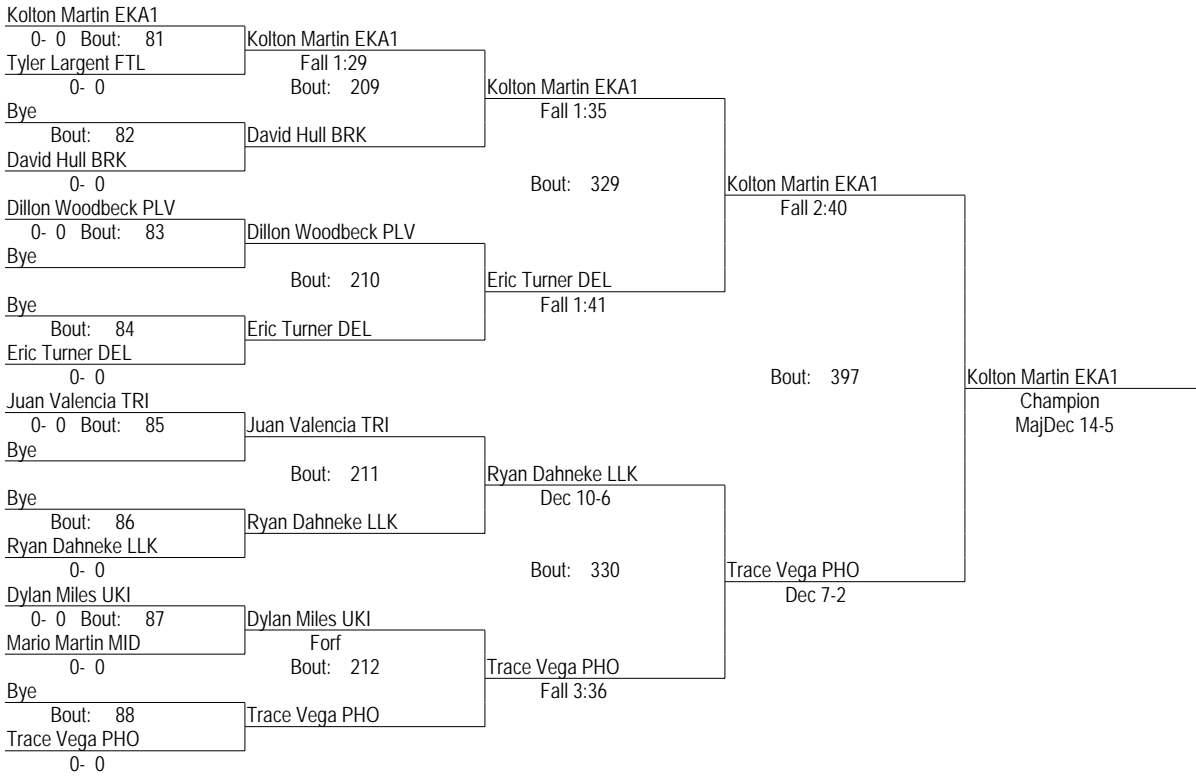 Kolton Martin EKA1
0- 0 Bout: 81 Kolton Martin EKA1
Tyler Largent FTL Fall 1:29
0- 0 Bout: 209 Kolton Martin EKA1
Bye Fall 1:35
Bout: 82 David Hull BRK
David Hull BRK
0- 0 Bout: 329 Kolton Martin EKA1
Dillon Woodbeck PLV Fall 2:40
0- 0 Bout: 83 Dillon Woodbeck PLV
Bye
Bout: 210 Eric Turner DEL
Bye Fall 1:41
Bout: 84 Eric Turner DEL
Eric Turner DEL
0- 0 Bout: 397 Kolton Martin EKA1
Juan Valencia TRI Champion
0- 0 Bout: 85 Juan Valencia TRI MajDec 14-5
Bye
Bout: 211 Ryan Dahneke LLK
Bye Dec 10-6
Bout: 86 Ryan Dahneke LLK
Ryan Dahneke LLK
0- 0 Bout: 330 Trace Vega PHO
Dylan Miles UKI Dec 7-2
0- 0 Bout: 87 Dylan Miles UKI
Mario Martin MID Forf
0- 0 Bout: 212 Trace Vega PHO
Bye Fall 3:36
Bout: 88 Trace Vega PHO
Trace Vega PHO
0- 0